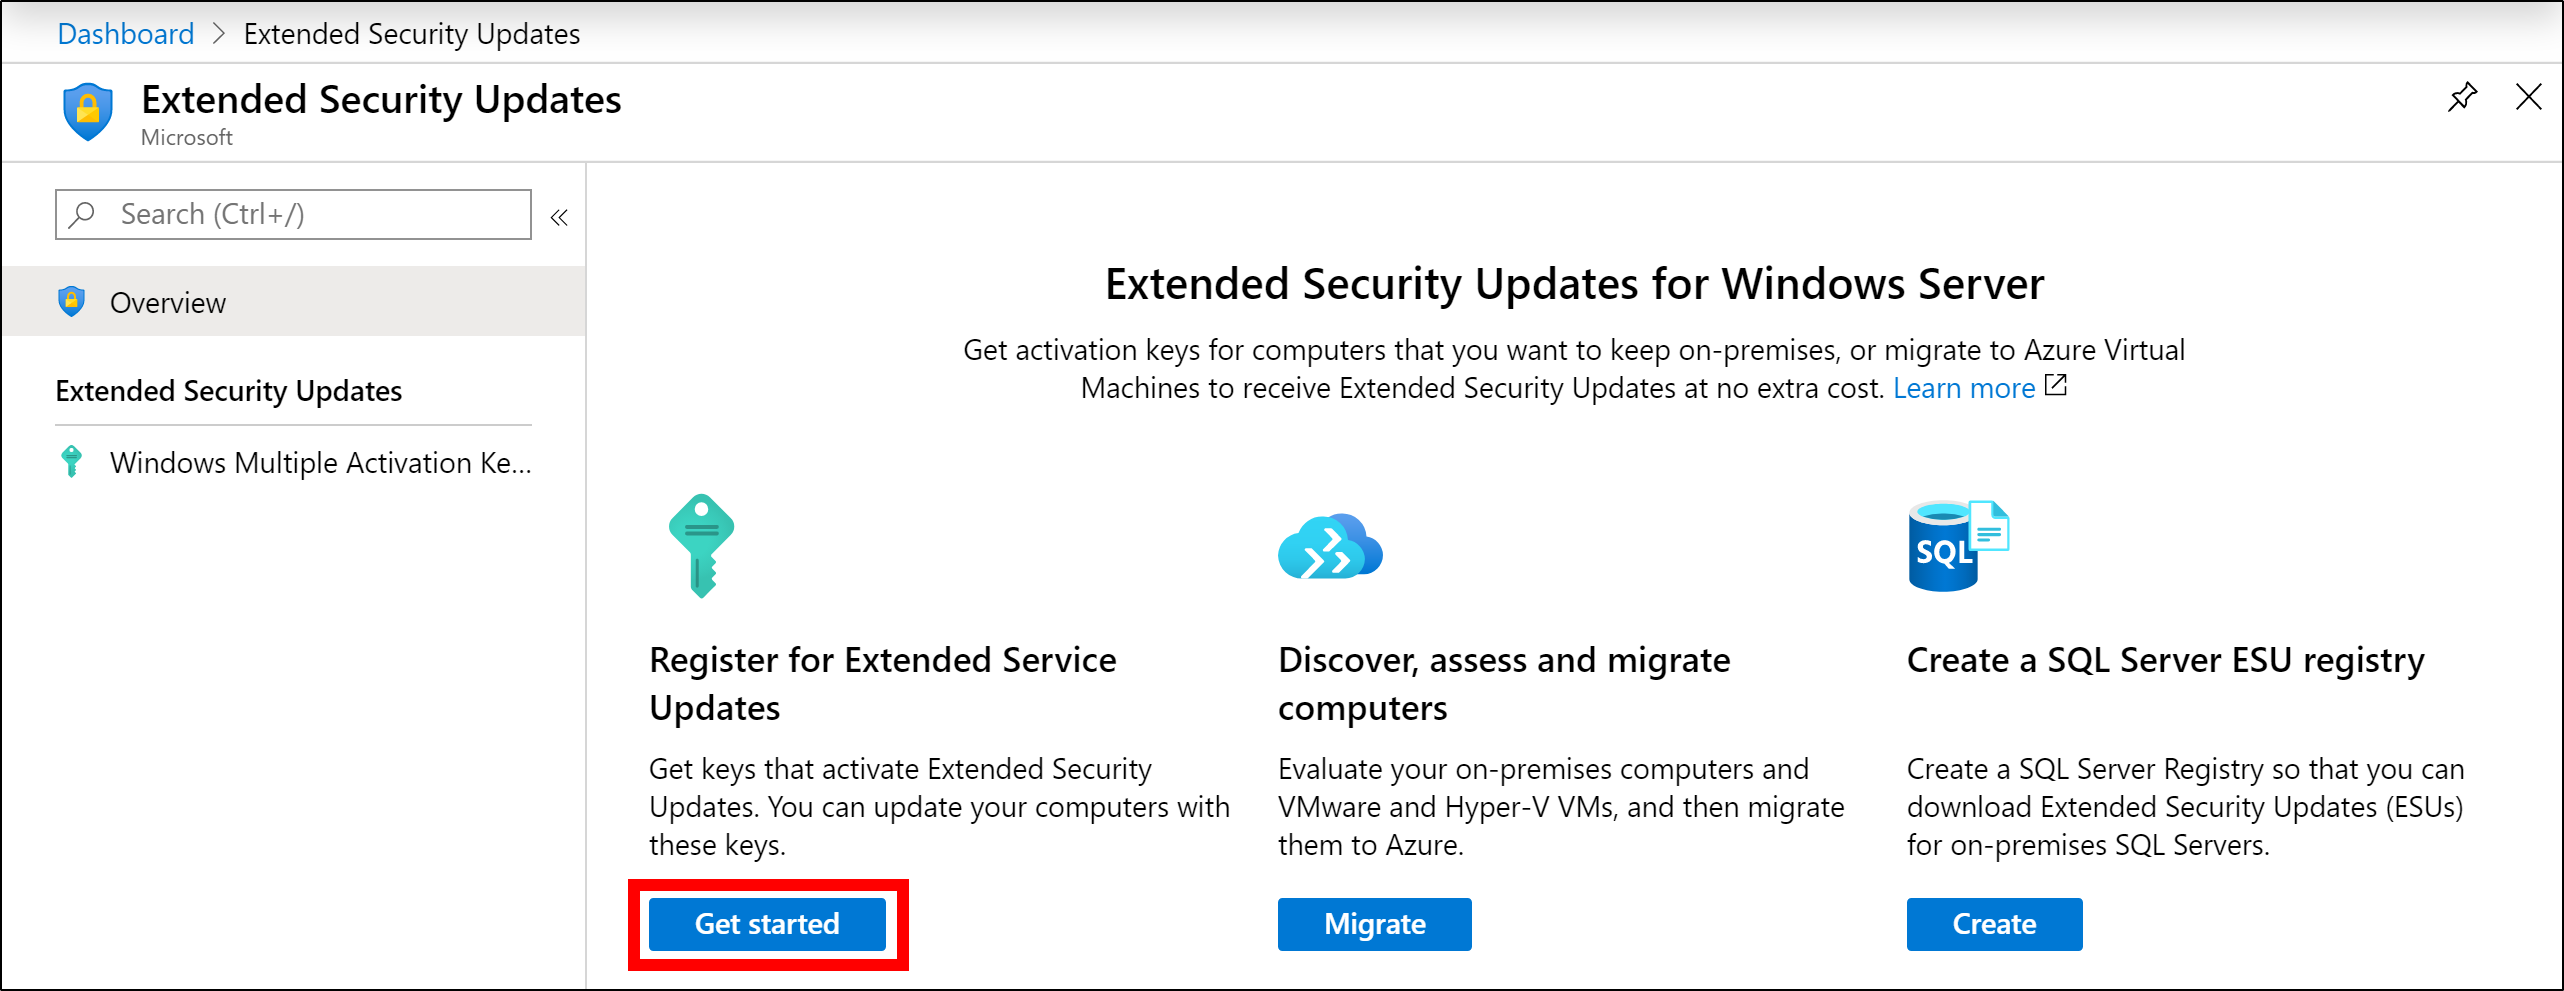 Dashboard > Extended Security Updates
Extended Security Updates
Microsoft
Search (Ctrl+/)
«
Overview
Extended Security Updates
Windows Multiple Activation Ke...
Extended Security Updates for Windows Server
Get activation keys for computers that you want to keep on-premises, or migrate to Azure Virtual
Machines to receive Extended Security Updates at no extra cost. Learn more
SQL
Register for Extended Service
Updates
Get keys that activate Extended Security
Updates. You can update your computers with
these keys.
Get started
Discover, assess and migrate
computers
Evaluate your on-premises computers and
VMware and Hyper-V VMs, and then migrate
them to Azure.
Migrate
Create a SQL Server ESU registry
Create a SQL Server Registry so that you can
download Extended Security Updates (ESUs)
for on-premises SQL Servers.
Create